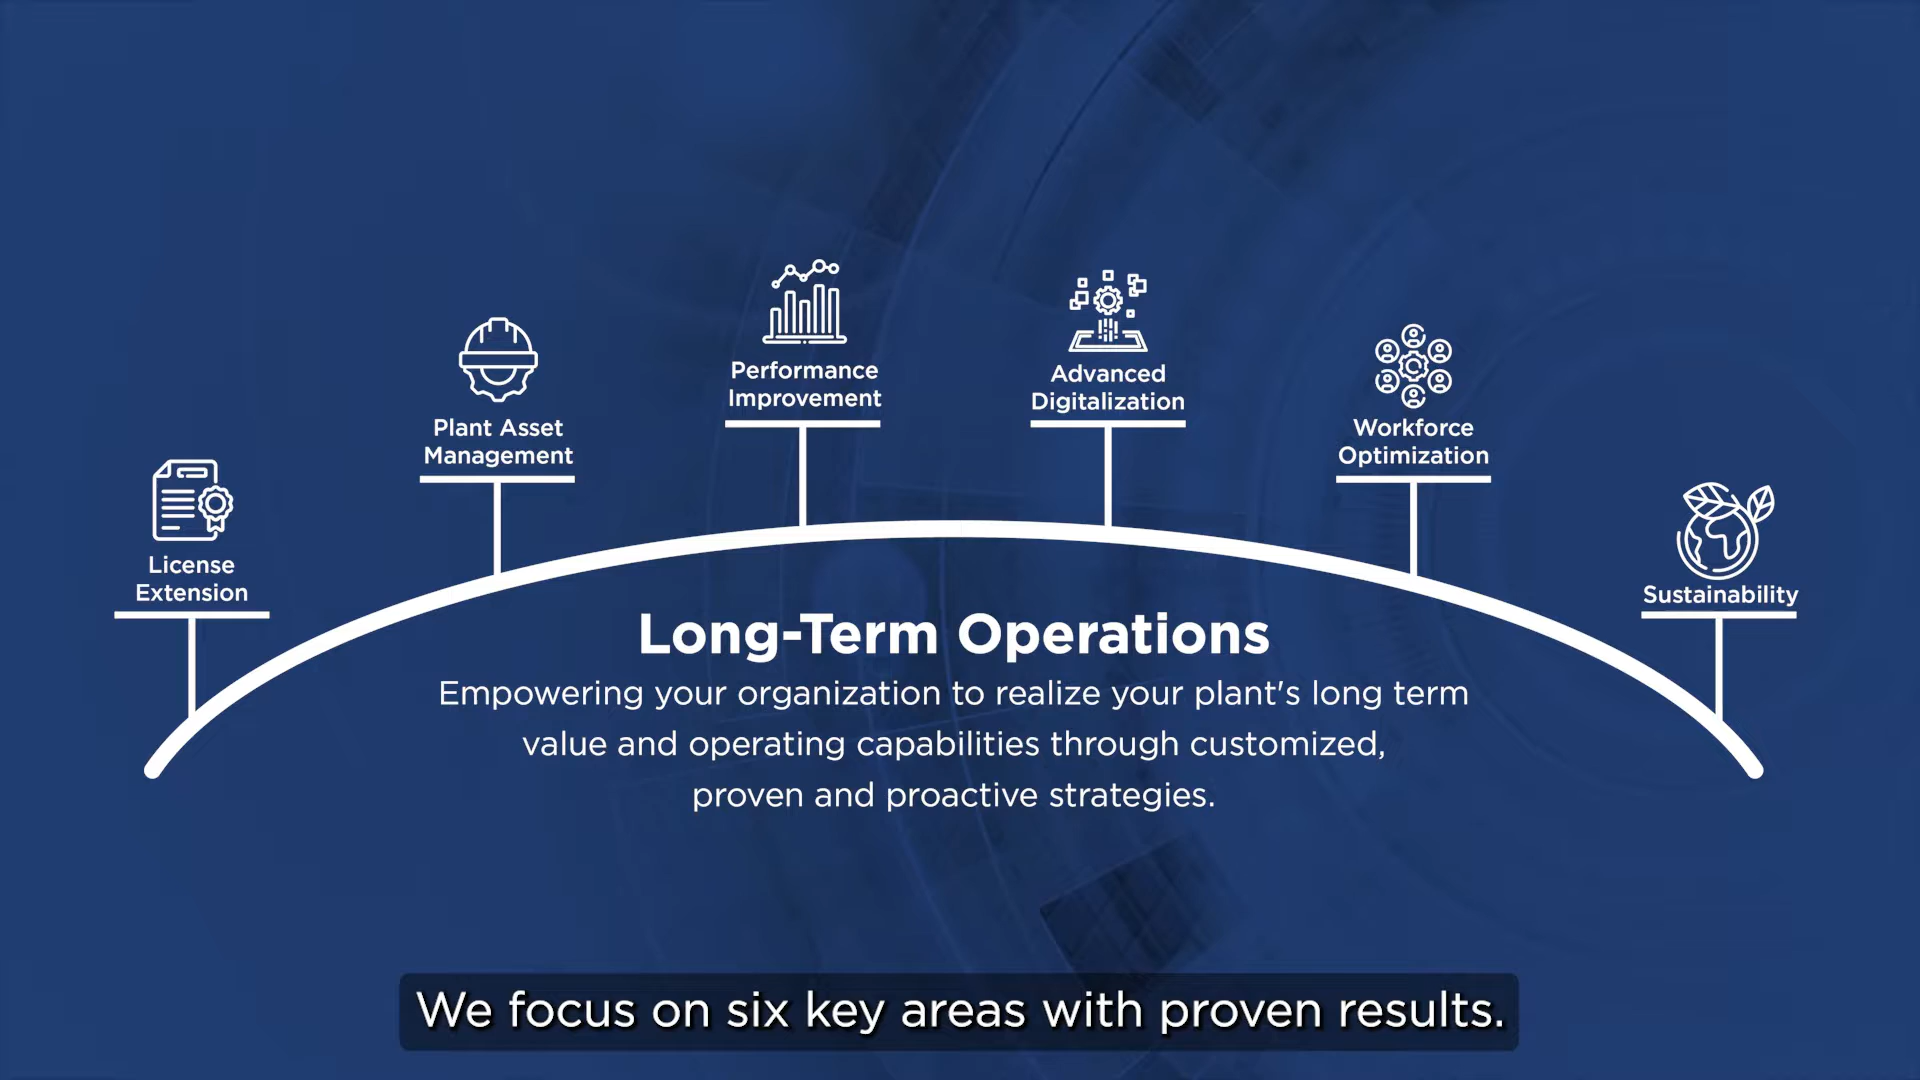 License
Extension
Plant Asset
Management
Performance
Improvement
Advanced
Digitalization
Workforce
Optimization
Sustainability
Long-Term Operations
Empowering your organization to realize your plant's long term
value and operating capabilities through customized,
proven and proactive strategies.
We focus on six key areas with proven results.